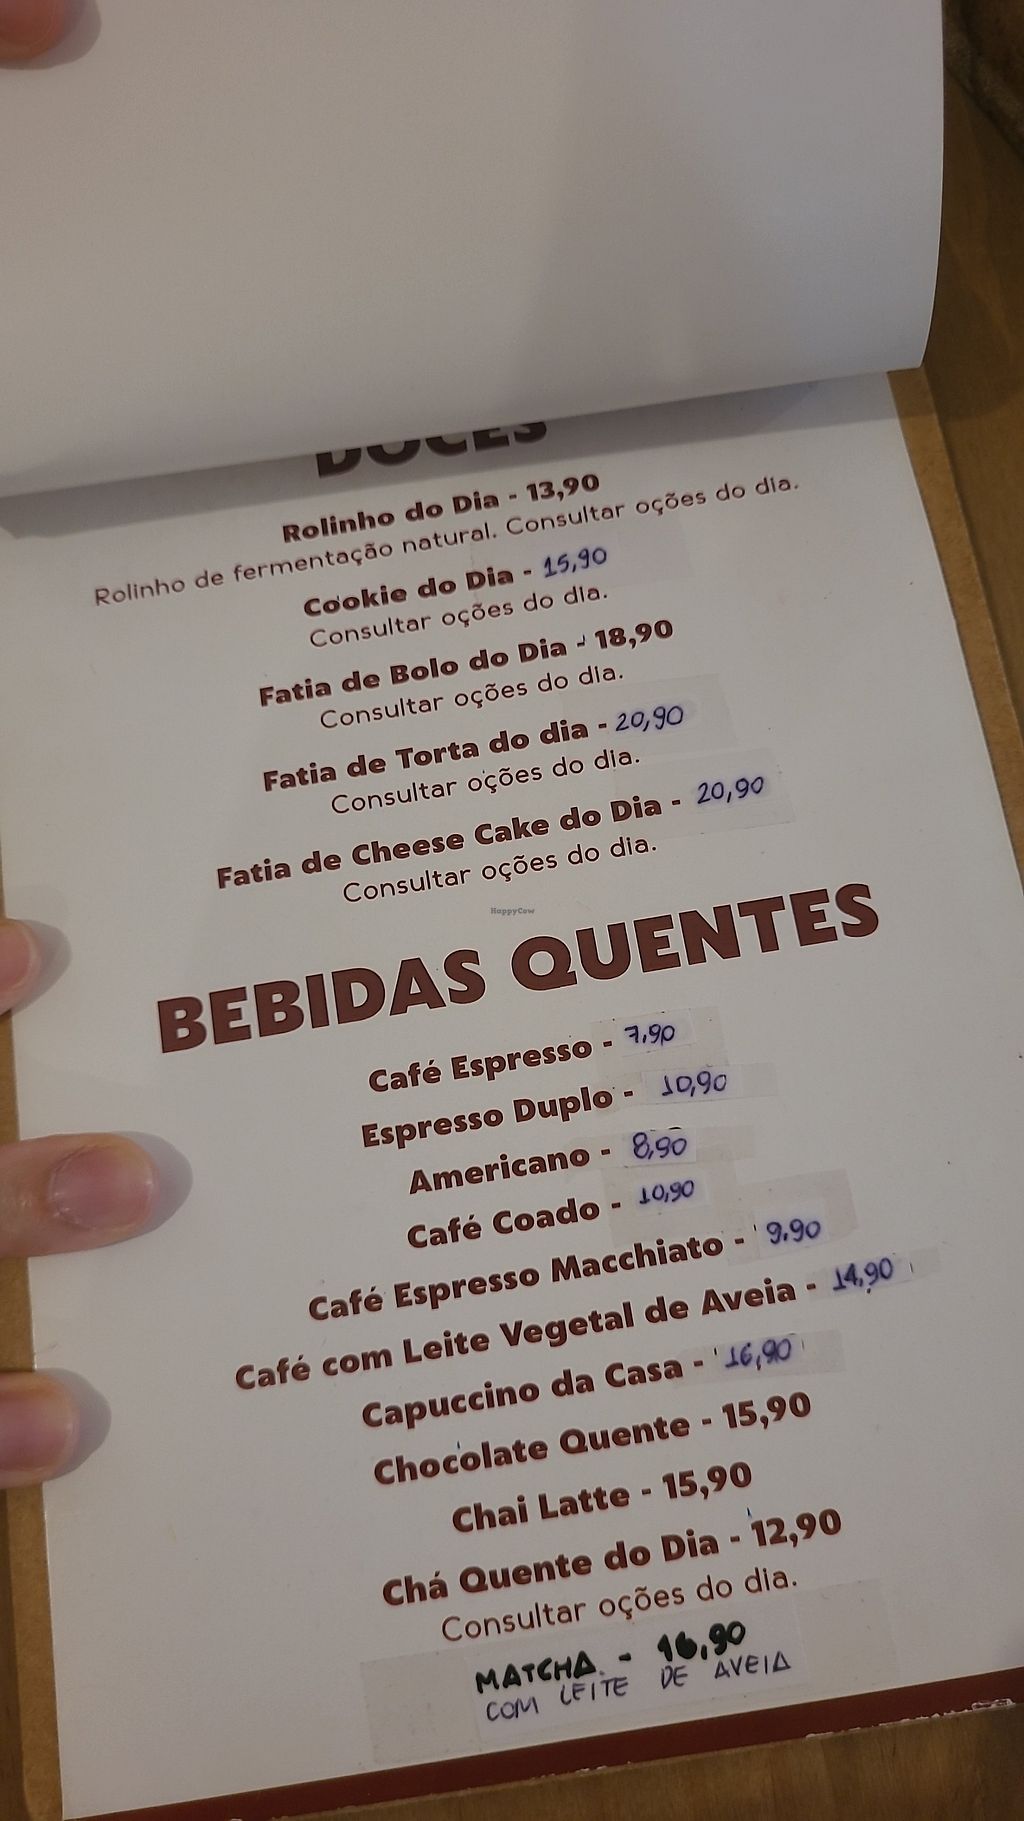 DOCES
Rolinho do Dia - 13,90
Rolinho de fermentação natural. Consultar oções do dia.
Cookie do Dia - 15,90
Consultar oções do dia.
Fatia de Bolo do Dia - 18,90
Consultar oções do dia.
Fatia de Torta do dia - 20,90
Consultar oções do dia.
Fatia de Cheese Cake do Dia - 20,90
Consultar oções do dia.
HappyCow
BEBIDAS QUENTES
Café Espresso - 7,90
Espresso Duplo - 10,90
Americano - 8,90
Café Coado - 10,90
Café Espresso Macchiato - 9,90
Café com Leite Vegetal de Aveia - 14,90
Capuccino da Casa - 16,90
Chocolate Quente - 15,90
Chai Latte - 15,90
Chá Quente do Dia - 12,90
Consultar oções do dia.
MATCHA - 16,90
COM LEITE DE AVEIA